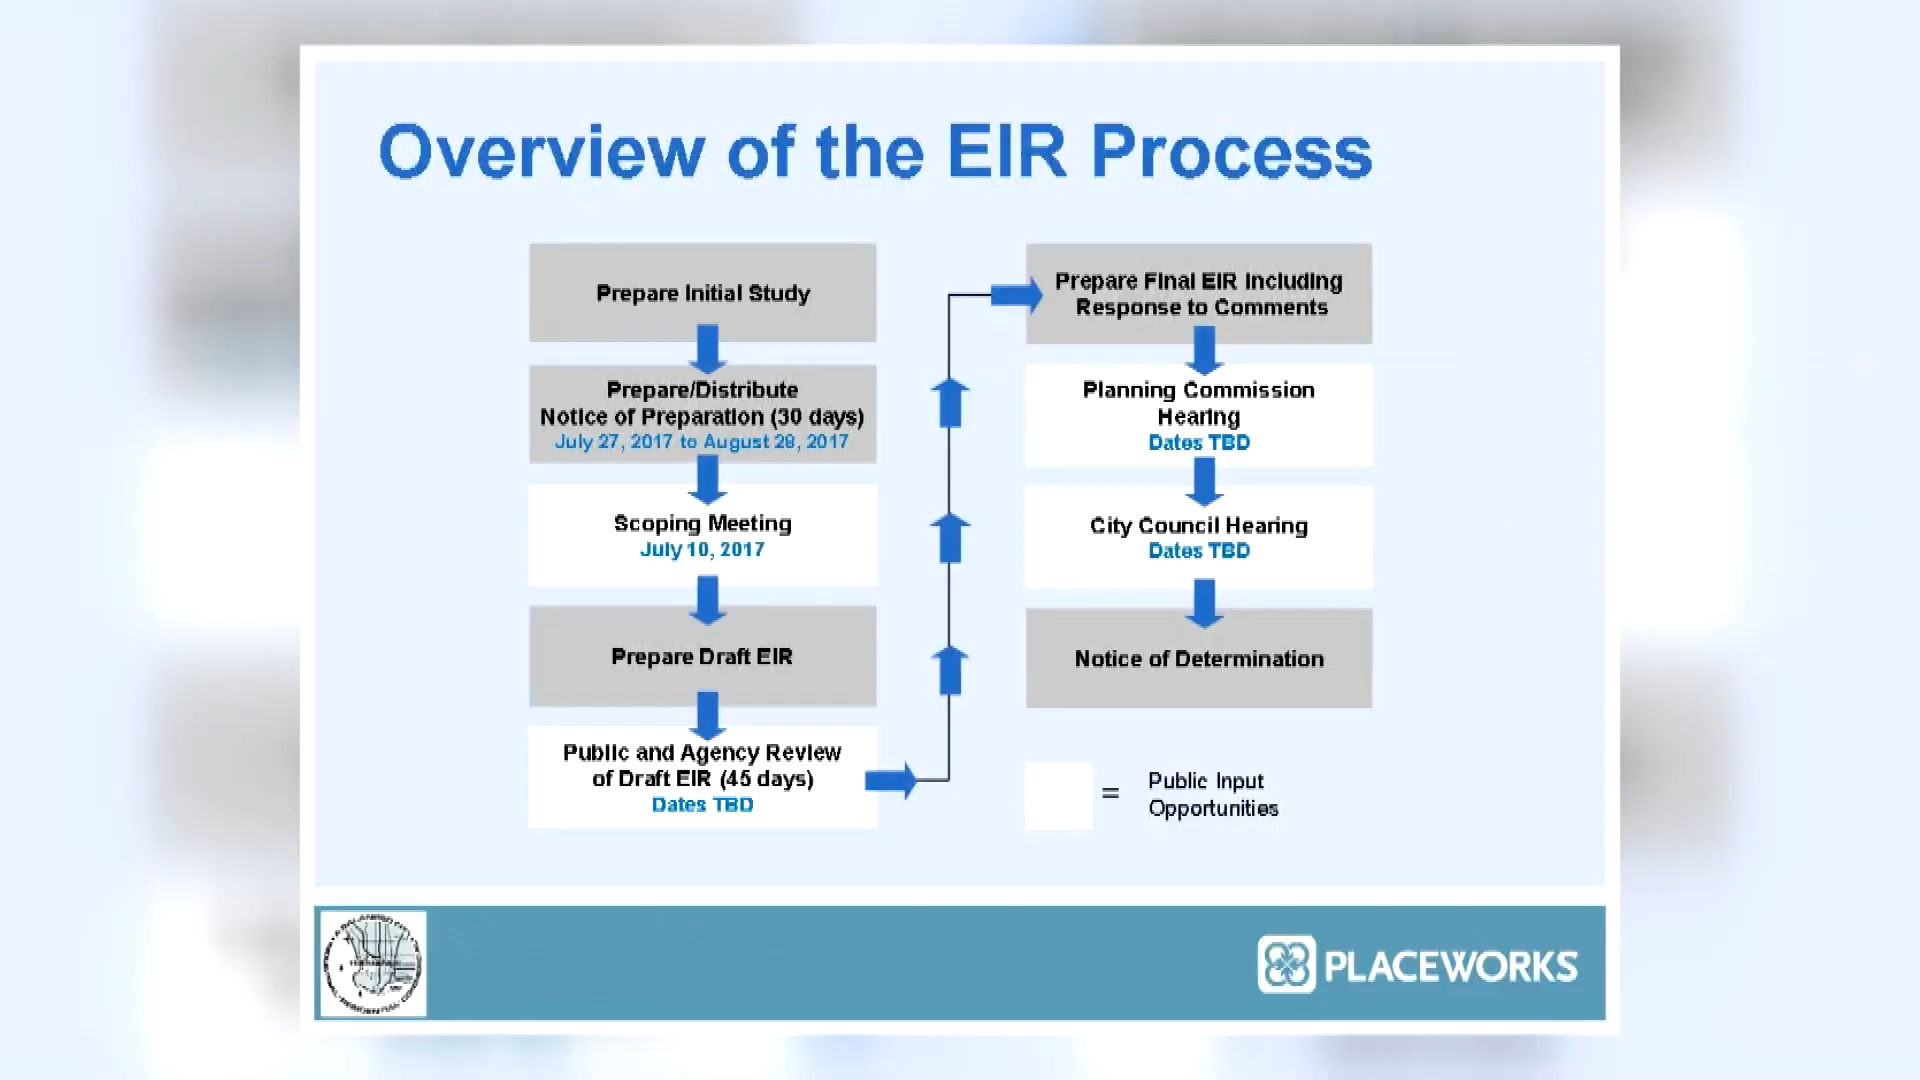 Overview of the EIR Process
Prepare Initial Study
Prepare/Distribute
Notice of Preparation (30 days)
July 27, 2017 to August 28, 2017
Scoping Meeting
July 10, 2017
Prepare Draft EIR
Public and Agency Review
of Draft EIR (45 days)
Dates TBD
Prepare Final EIR Including
Response to Comments
Planning Commission
Hearing
Dates TBD
City Council Hearing
Dates TBD
Notice of Determination
= Public Input
Opportunities
PLACEWORKS